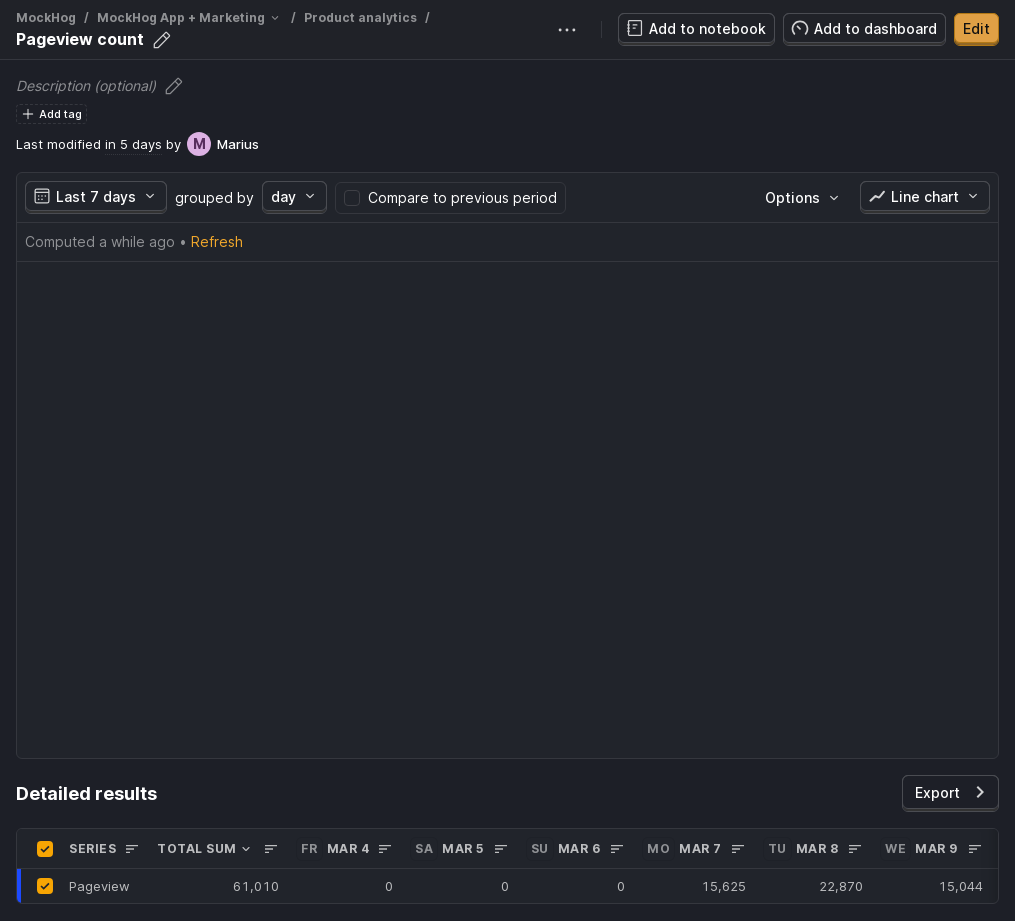 MockHog / MockHog App + Marketing / Product analytics /
Pageview count
Add to notebook
Add to dashboard
Edit
Description (optional)
Add tag
Last modified in 5 days by M Marius
Last 7 days grouped by day Compare to previous period Options Line chart
Computed a while ago • Refresh
Detailed results
Export
SERIES TOTAL SUM FR MAR 4 SA MAR 5 SU MAR 6 MO MAR 7 TU MAR 8 WE MAR 9
Pageview 61,010 0 0 0 15,625 22,870 15,044